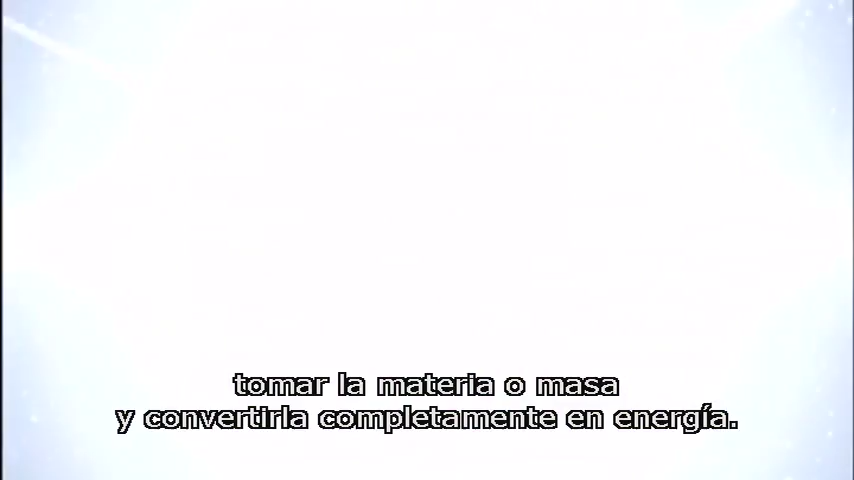 tomar la materia o masa
y convertirla completamente en energía.